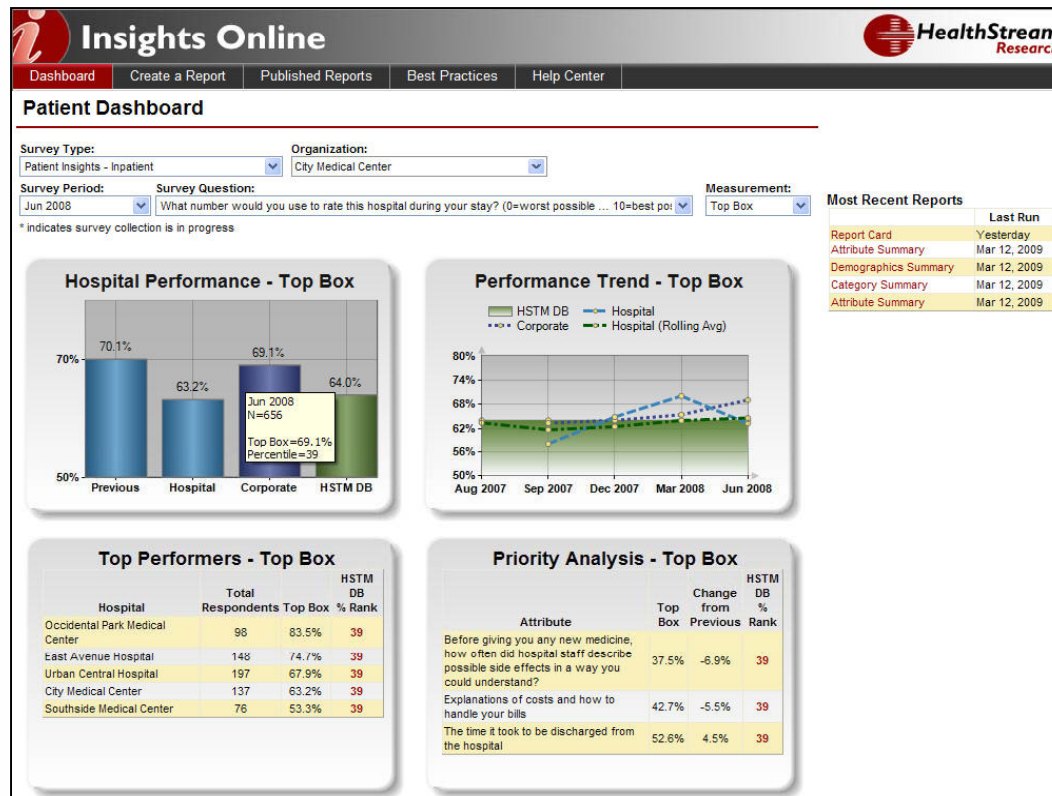 i Insights Online
HealthStream
Research
Dashboard Create a Report Published Reports Best Practices Help Center
Patient Dashboard
Survey Type: Organization:
Patient Insights - Inpatient City Medical Center
Survey Period: Survey Question: Measurement:
Jun 2008 What number would you use to rate this hospital during your stay? (0=worst possible ... 10=best pos Top Box
* indicates survey collection is in progress
Most Recent Reports
Last Run
Report Card Yesterday
Attribute Summary Mar 12, 2009
Demographics Summary Mar 12, 2009
Category Summary Mar 12, 2009
Attribute Summary Mar 12, 2009
Hospital Performance - Top Box
70.1%
69.1%
70%
63.2%
64.0%
Jun 2008
N=656
Top Box=69.1%
Percentile=39
50%
Previous Hospital Corporate HSTM DB
Performance Trend - Top Box
HSTM DB Hospital
Corporate Hospital (Rolling Avg)
80%
74%
68%
62%
56%
50%
Aug 2007 Sep 2007 Dec 2007 Mar 2008 Jun 2008
Top Performers - Top Box
HSTM
Total DB
Hospital Respondents Top Box % Rank
Occidental Park Medical
Center 98 83.5% 39
East Avenue Hospital 148 74.7% 39
Urban Central Hospital 197 67.9% 39
City Medical Center 137 63.2% 39
Southside Medical Center 76 53.3% 39
Priority Analysis - Top Box
HSTM
Change DB
Top from %
Attribute Box Previous Rank
Before giving you any new medicine,
how often did hospital staff describe
possible side effects in a way you
could understand? 37.5% -6.9% 39
Explanations of costs and how to
handle your bills 42.7% -5.5% 39
The time it took to be discharged from
the hospital 52.6% 4.5% 39